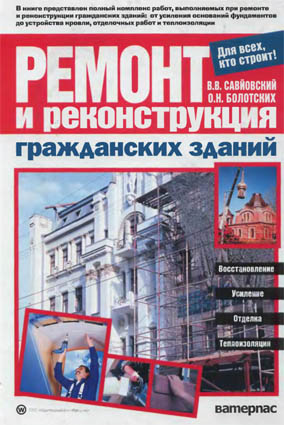 В книге представлен полный комплекс работ, выполняемых при ремонте
и реконструкции гражданских зданий: от усиления оснований фундаментов
до устройства кровли, отделочных работ и теплоизоляции
Для всех,
кто строит!
РЕМОНТ
В.В. САВЙОВСКИЙ
О.Н. БОЛОТСКИХ
и реконструкция
гражданских зданий
Восстановление
Усиление
Отделка
Теплоизоляция
ватерпас